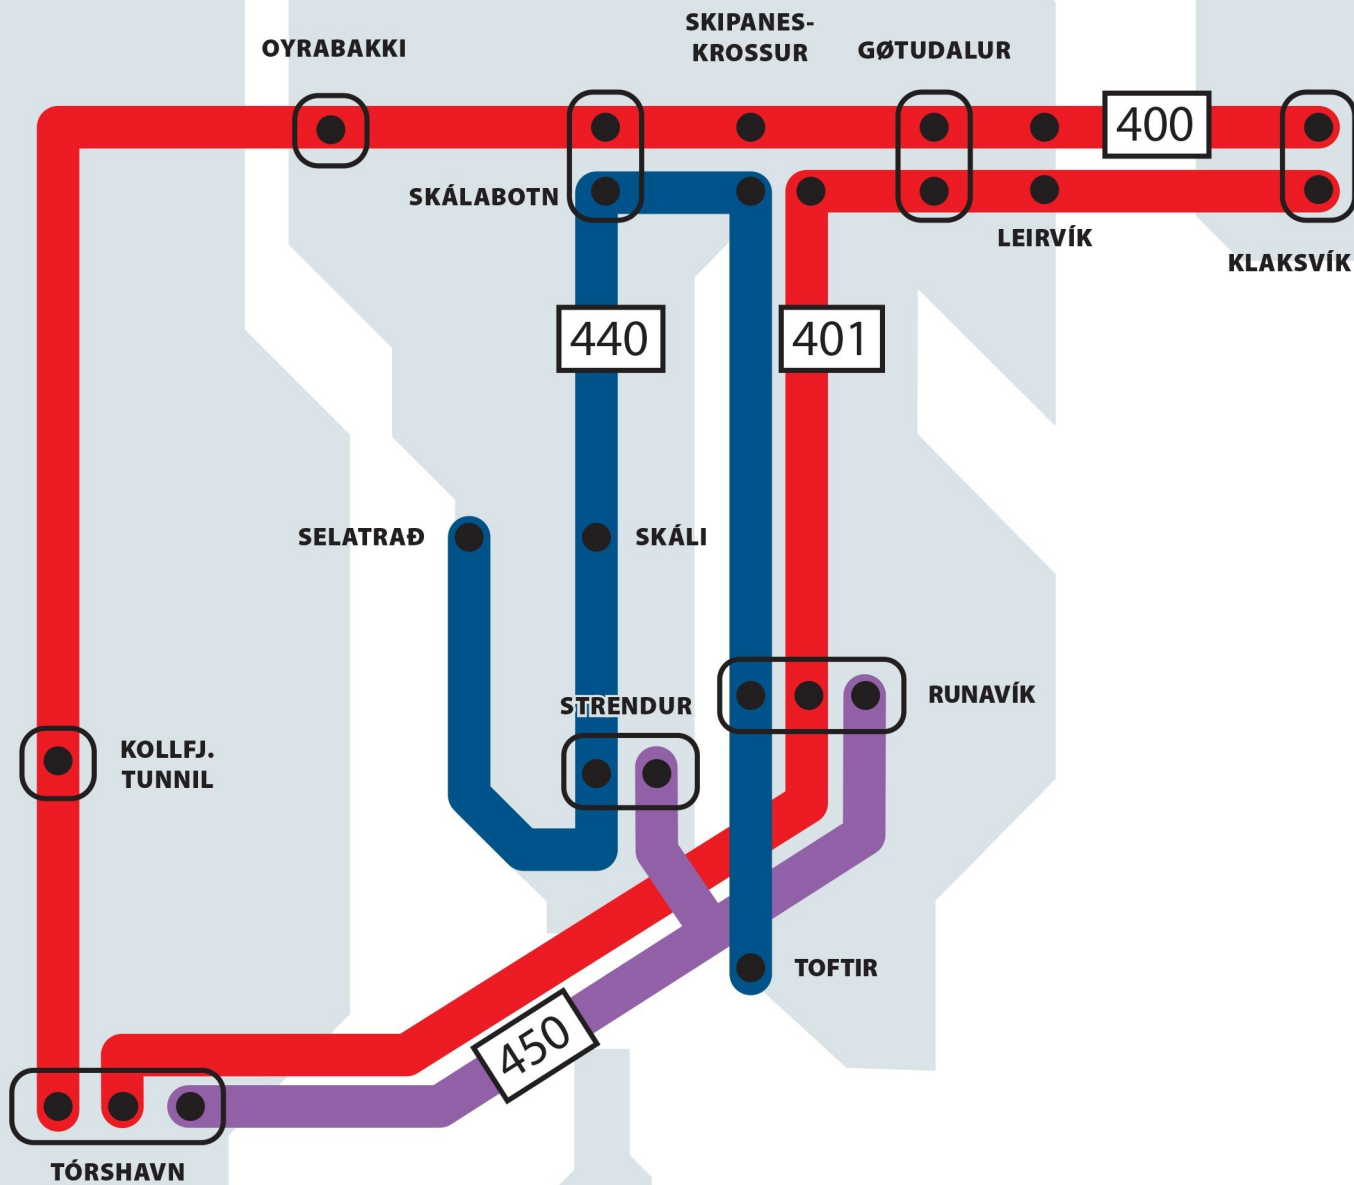 SKIPANES-
KROSSUR
OYRABAKKI
GØTUDALUR
400
SKÁLABOTN
LEIRVÍK
KLAKSVÍK
440
401
SELATRAÐ
SKÁLI
RUNAVÍK
STRENDUR
KOLLFJ.
TUNNIL
TOFTIR
450
TÓRSHAVN